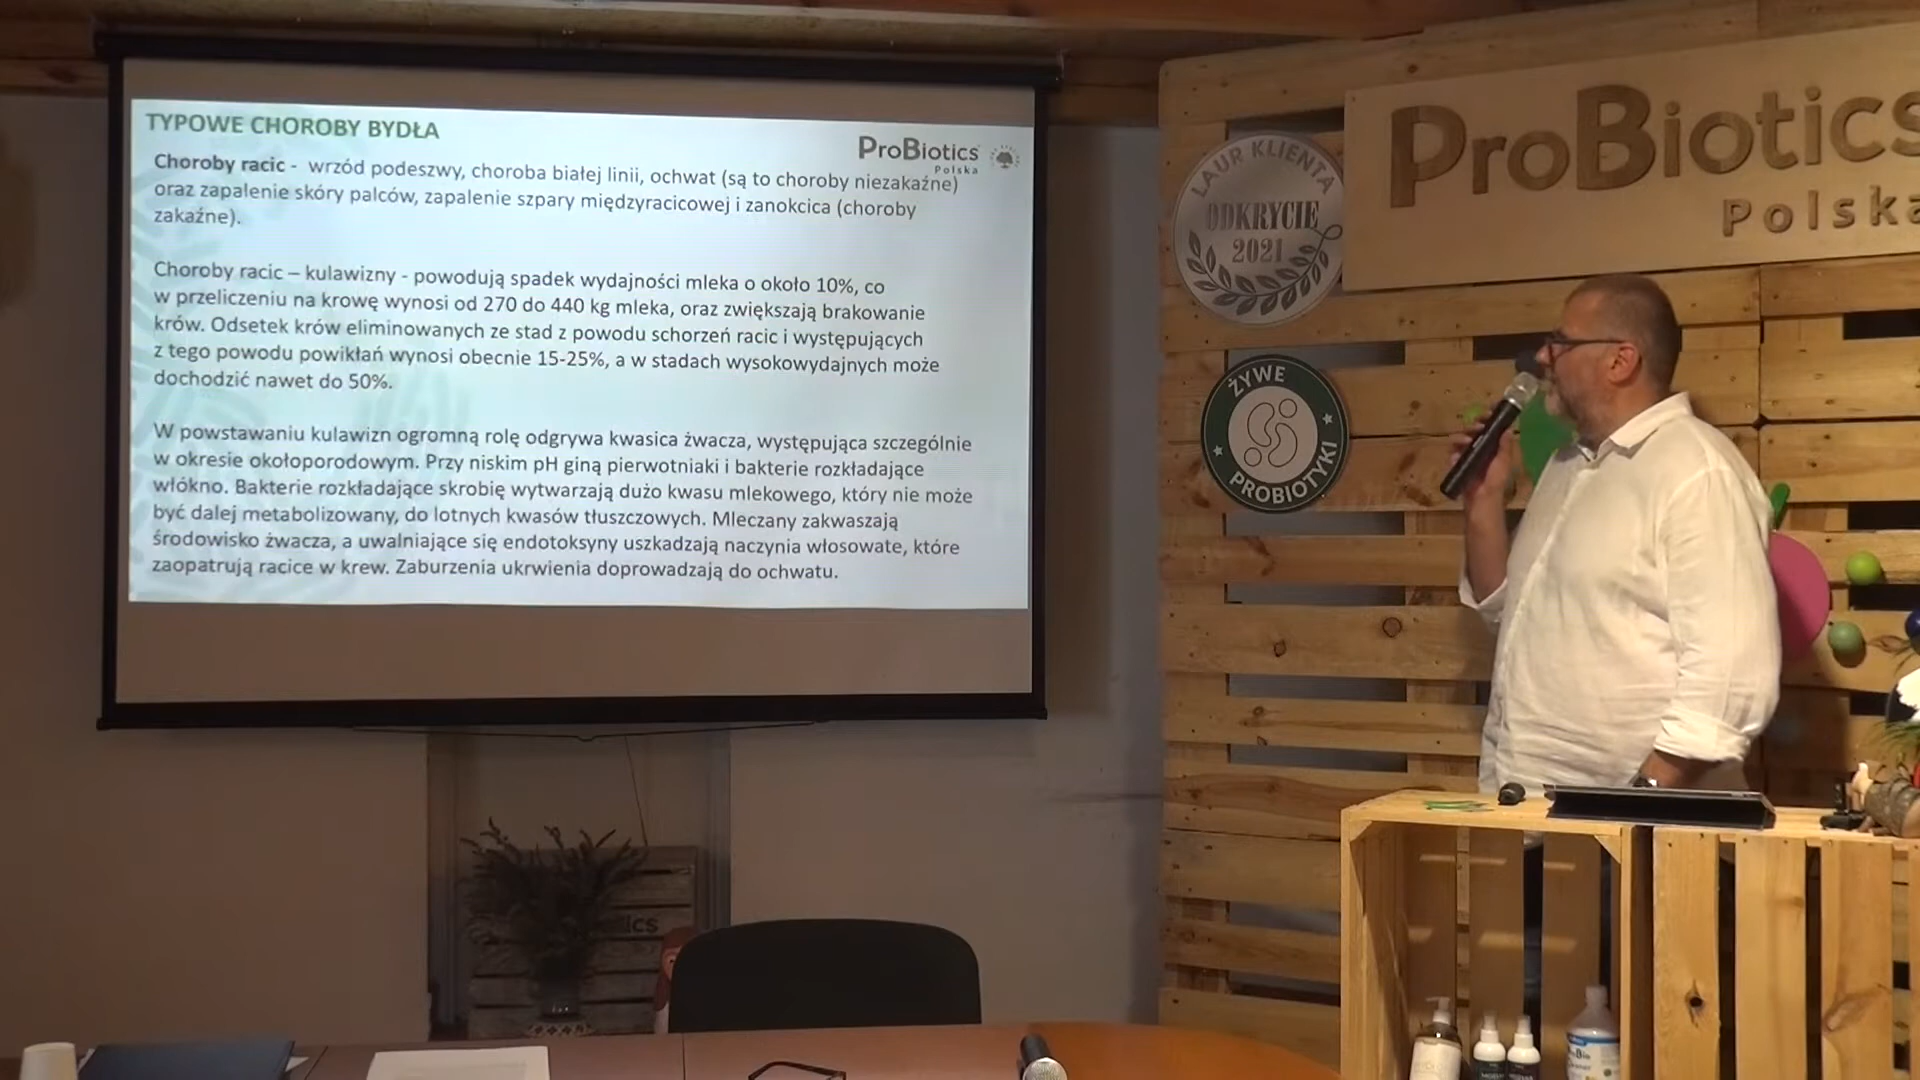 TYPOWE CHOROBY BYDŁA
ProBiotics
Polska
Choroby racic - wrzód podeszwy, choroba białej linii, ochwat (są to choroby niezakaźne)
oraz zapalenie skóry palców, zapalenie szpary międzyracicowej i zanokcica (choroby
zakaźne).
Choroby racic – kulawizny - powodują spadek wydajności mleka o około 10%, co
w przeliczeniu na krowę wynosi od 270 do 440 kg mleka, oraz zwiększają brakowanie
krów. Odsetek krów eliminowanych ze stad z powodu schorzeń racic i występujących
z tego powodu powikłań wynosi obecnie 15-25%, a w stadach wysokowydajnych może
dochodzić nawet do 50%.
W powstawaniu kulawizn ogromną rolę odgrywa kwasica żwacza, występująca szczególnie
w okresie okołoporodowym. Przy niskim pH giną pierwotniaki i bakterie rozkładające
włókno. Bakterie rozkładające skrobię wytwarzają dużo kwasu mlekowego, który nie może
być dalej metabolizowany, do lotnych kwasów tłuszczowych. Mleczany zakwaszają
środowisko żwacza, a uwalniające się endotoksyny uszkadzają naczynia włosowate, które
zaopatrują racice w krew. Zaburzenia ukrwienia doprowadzają do ochwatu.
ProBiotics
Polska
LAUR KLIENTA
ODKRYCIE
2021
ŻYWE
PROBIOTYKI